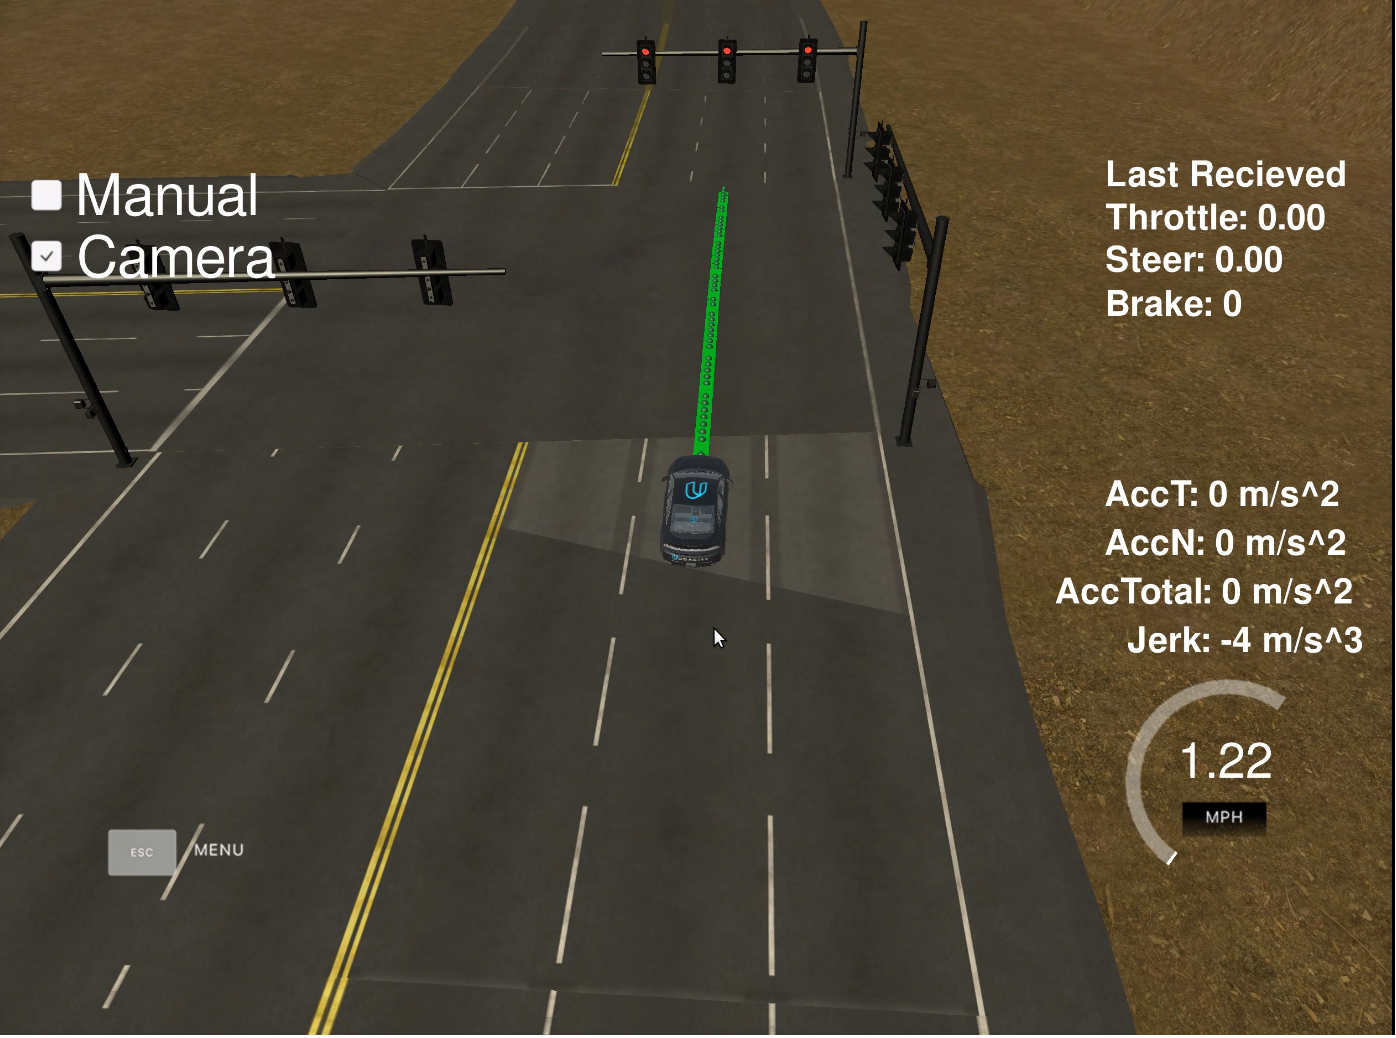 Manual
Camera
Last Recieved
Throttle: 0.00
Steer: 0.00
Brake: 0
AccT: 0 m/s^2
AccN: 0 m/s^2
AccTotal: 0 m/s^2
Jerk: -4 m/s^3
1.22
MPH
ESC MENU